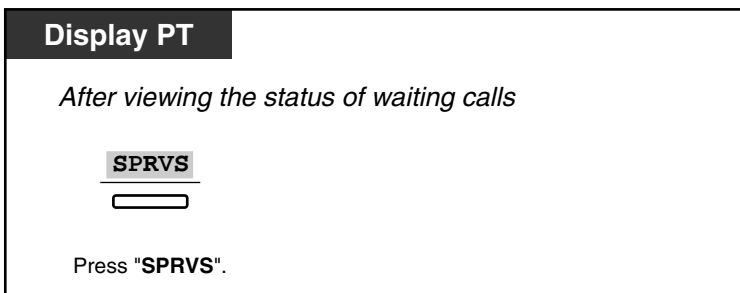 Display PT
After viewing the status of waiting calls
SPRVS
Press "SPRVS".